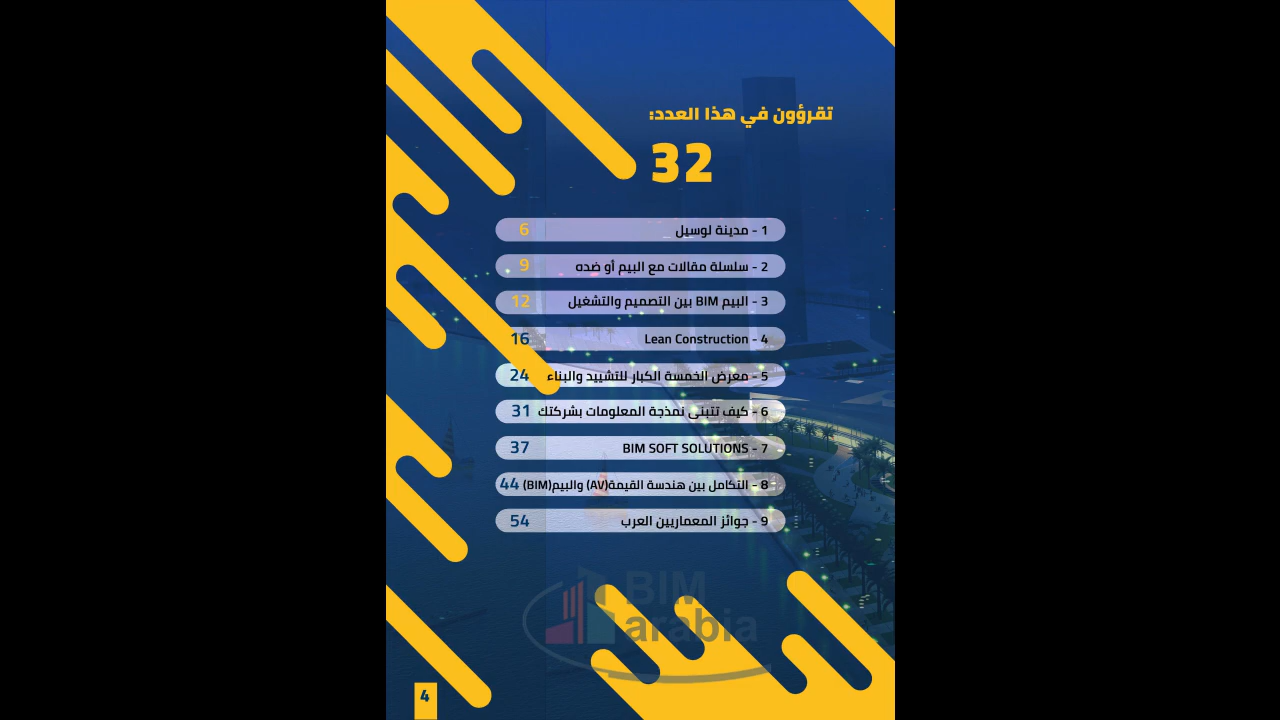 تقرؤون في هذا العدد:
32
1 - مدينة لوسيل 6
2 - سلسلة مقالات مع البيم أو ضده 9
3 - البيم BIM بين التصميم والتشغيل 12
4 - Lean Construction 16
5 - معرض الخمسة الكبار للتشييد والبناء 24
6 - كيف تتبنى نمذجة المعلومات بشركتك 31
7 - BIM SOFT SOLUTIONS 37
8 - التكامل بين هندسة القيمة(AV) والبيم(BIM) 44
9 - جوائز المعماريين العرب 54
BIM
arabia
4